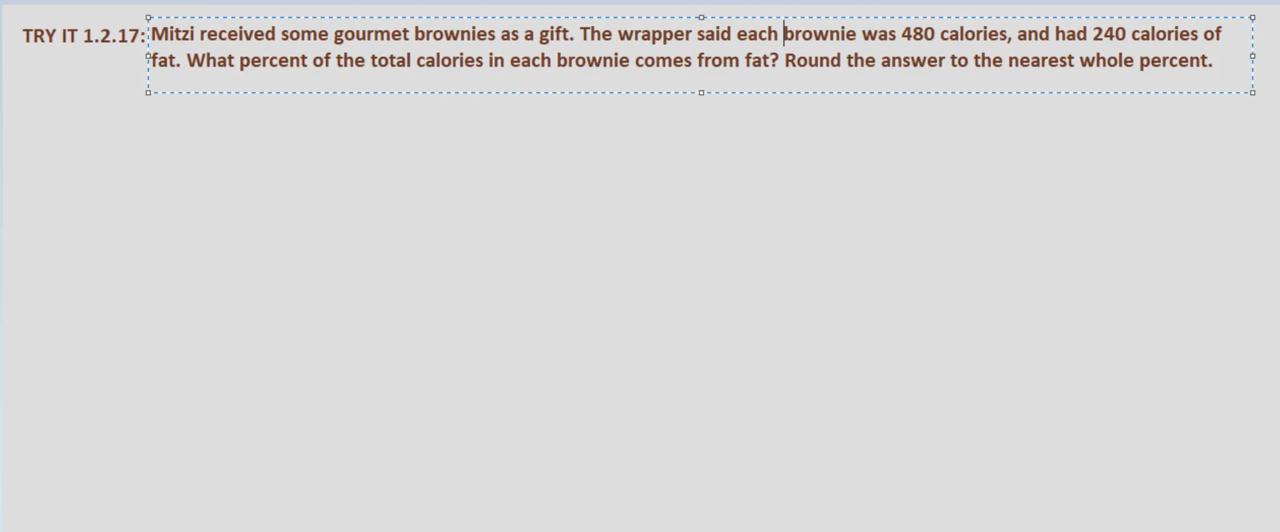 TRY IT 1.2.17: Mitzi received some gourmet brownies as a gift. The wrapper said each brownie was 480 calories, and had 240 calories of
fat. What percent of the total calories in each brownie comes from fat? Round the answer to the nearest whole percent.